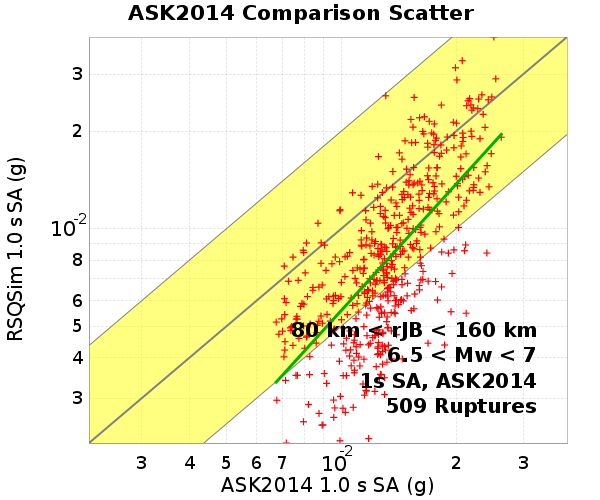 ASK2014 Comparison Scatter
RSQSim 1.0 s SA (g)
3
2
10-2
8
6
5
4
3
80 km < rJB < 160 km
6.5 < Mw < 7
1s SA, ASK2014
509 Ruptures
3 4 5 6 7 10-2 2 3
ASK2014 1.0 s SA (g)